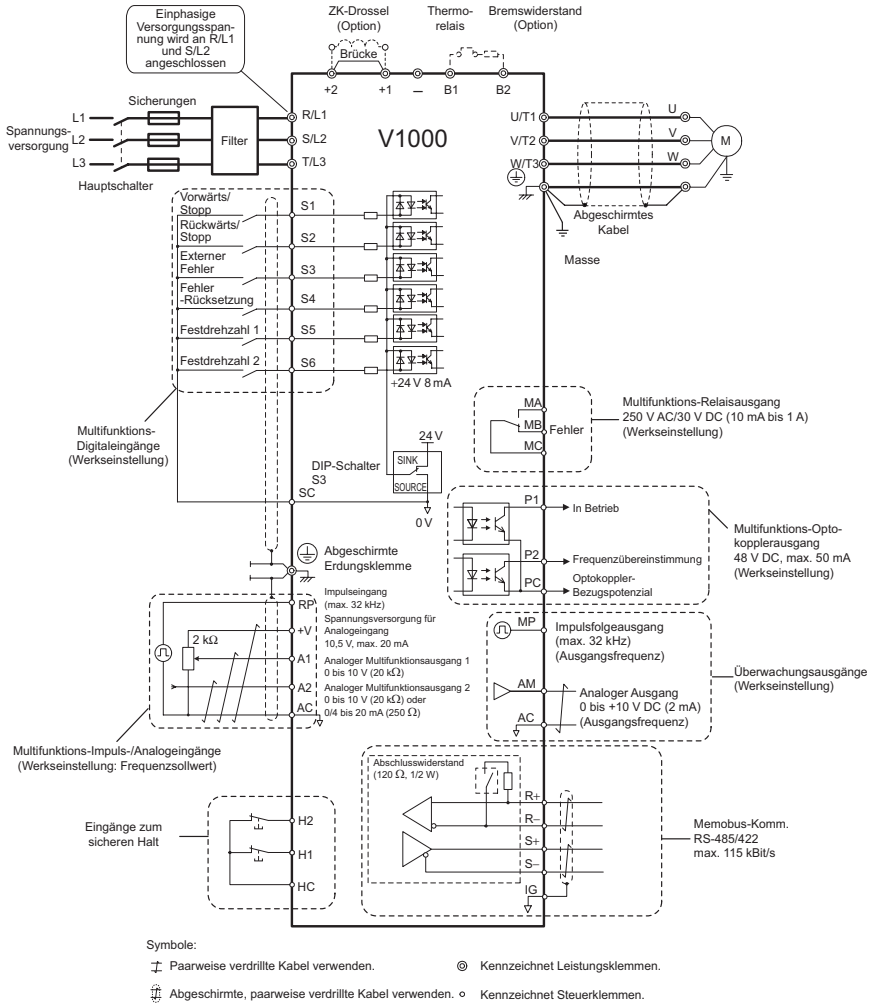 Einphasige
Versorgungsspan-
nung wird an R/L1
und S/L2
angeschlossen
ZK-Drossel
(Option)
Brücke
Thermo-
relais
Bremswiderstand
(Option)
+2
+1
–
B1
B2
Spannungs-
versorgung
L1
L2
L3
Sicherungen
Hauptschalter
Filter
R/L1
S/L2
T/L3
V1000
U/T1
V/T2
W/T3
U
V
W
M
Abgeschirmtes
Kabel
Masse
Vorwärts/
Stopp
S1
Rückwärts/
Stopp
S2
Externer
Fehler
S3
Fehler
-Rücksetzung
S4
Festdrehzahl 1
S5
Festdrehzahl 2
S6
+24 V 8 mA
Multifunktions-
Digitaleingänge
(Werkseinstellung)
DIP-Schalter
S3
24 V
SINK
SOURCE
0 V
SC
MA
MB
MC
Fehler
Multifunktions-Relaisausgang
250 V AC/30 V DC (10 mA bis 1 A)
(Werkseinstellung)
P1
In Betrieb
P2
Frequenzübereinstimmung
PC
Optokoppler-
Bezugspotenzial
Multifunktions-Opto-
kopplerausgang
48 V DC, max. 50 mA
(Werkseinstellung)
Abgeschirmte
Erdungsklemme
RP
Impulseingang
(max. 32 kHz)
+V
Spannungsversorgung für
Analogeingang
10,5 V, max. 20 mA
2 kΩ
A1
Analoger Multifunktionsausgang 1
0 bis 10 V (20 kΩ)
A2
Analoger Multifunktionsausgang 2
0 bis 10 V (20 kΩ) oder
0/4 bis 20 mA (250 Ω)
AC
Multifunktions-Impuls-/Analogeingänge
(Werkseinstellung: Frequenzsollwert)
MP
Impulsfolgeausgang
(max. 32 kHz)
(Ausgangsfrequenz)
AM
Analoger Ausgang
0 bis +10 V DC (2 mA)
(Ausgangsfrequenz)
AC
Überwachungsausgänge
(Werkseinstellung)
Abschlusswiderstand
(120 Ω, 1/2 W)
R+
R–
S+
S–
IG
Memobus-Komm.
RS-485/422
max. 115 kBit/s
Eingänge zum
sicheren Halt
H2
H1
HC
Symbole:
Paarweise verdrillte Kabel verwenden.
Kennzeichnet Leistungsklemmen.
Abgeschirmte, paarweise verdrillte Kabel verwenden.
Kennzeichnet Steuerklemmen.